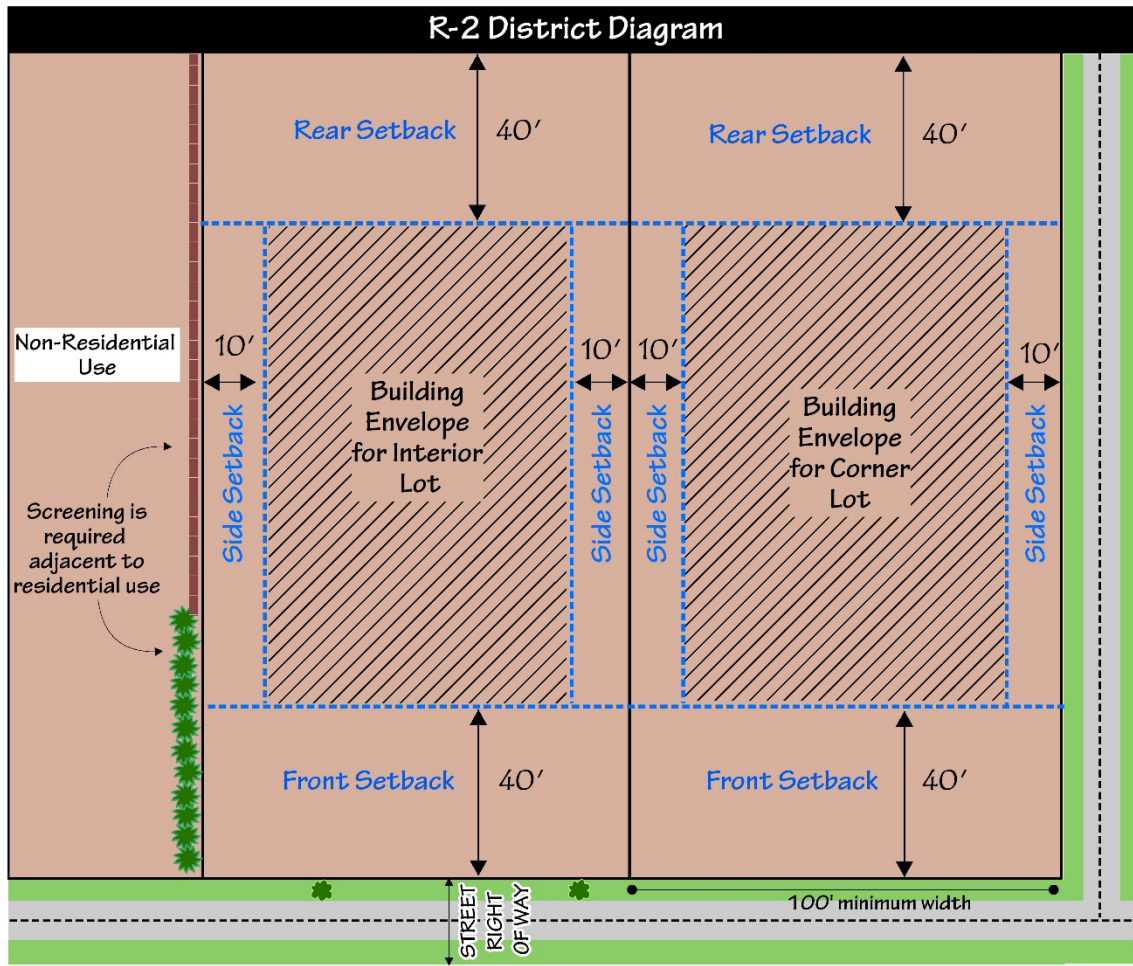 R-2 District Diagram
Rear Setback 40'
Rear Setback 40'
Non-Residential
Use
10'
Side Setback
Building
Envelope
for Interior
Lot
10'
Side Setback
10'
Side Setback
Building
Envelope
for Corner
Lot
10'
Side Setback
Screening is
required
adjacent to
residential use
Front Setback 40'
Front Setback 40'
STREET
RIGHT
OF WAY
100' minimum width